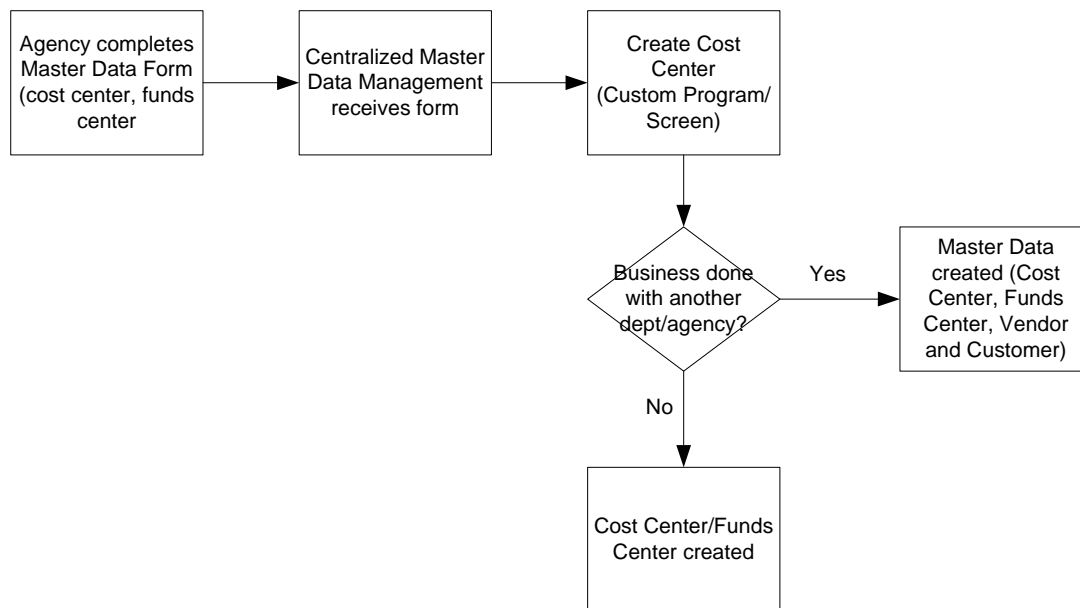 Agency completes
Master Data Form
(cost center, funds
center
Centralized Master
Data Management
receives form
Create Cost
Center
(Custom Program/
Screen)
Business done
with another
dept/agency?
Yes
Master Data
created (Cost
Center, Funds
Center, Vendor
and Customer)
No
Cost Center/Funds
Center created